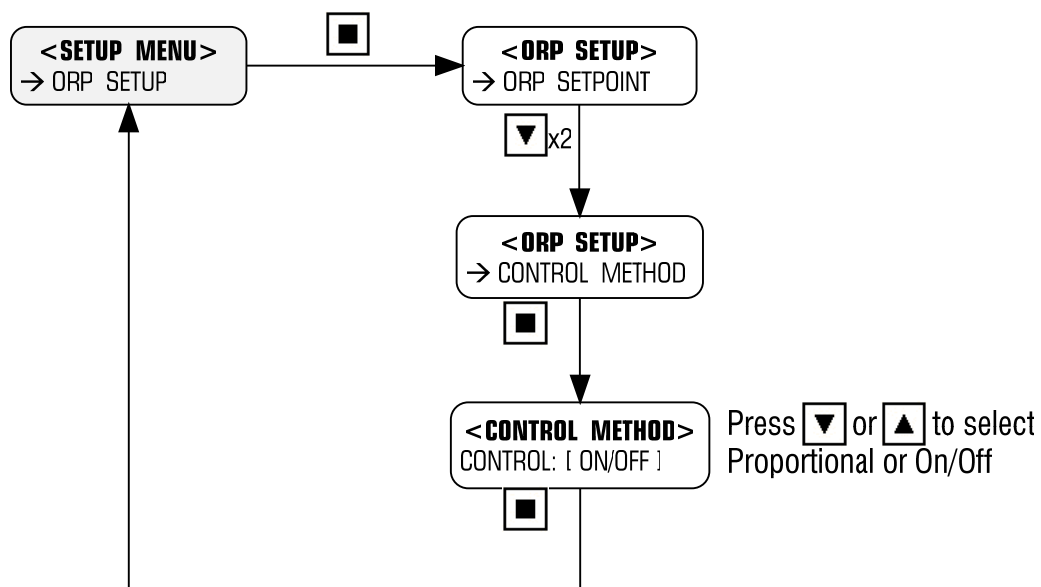 <SETUP MENU>
→ ORP SETUP
<ORP SETUP>
→ ORP SETPOINT
x2
<ORP SETUP>
→ CONTROL METHOD
<CONTROL METHOD>
CONTROL: [ ON/OFF ]
Press ▼ or ▲ to select
Proportional or On/Off